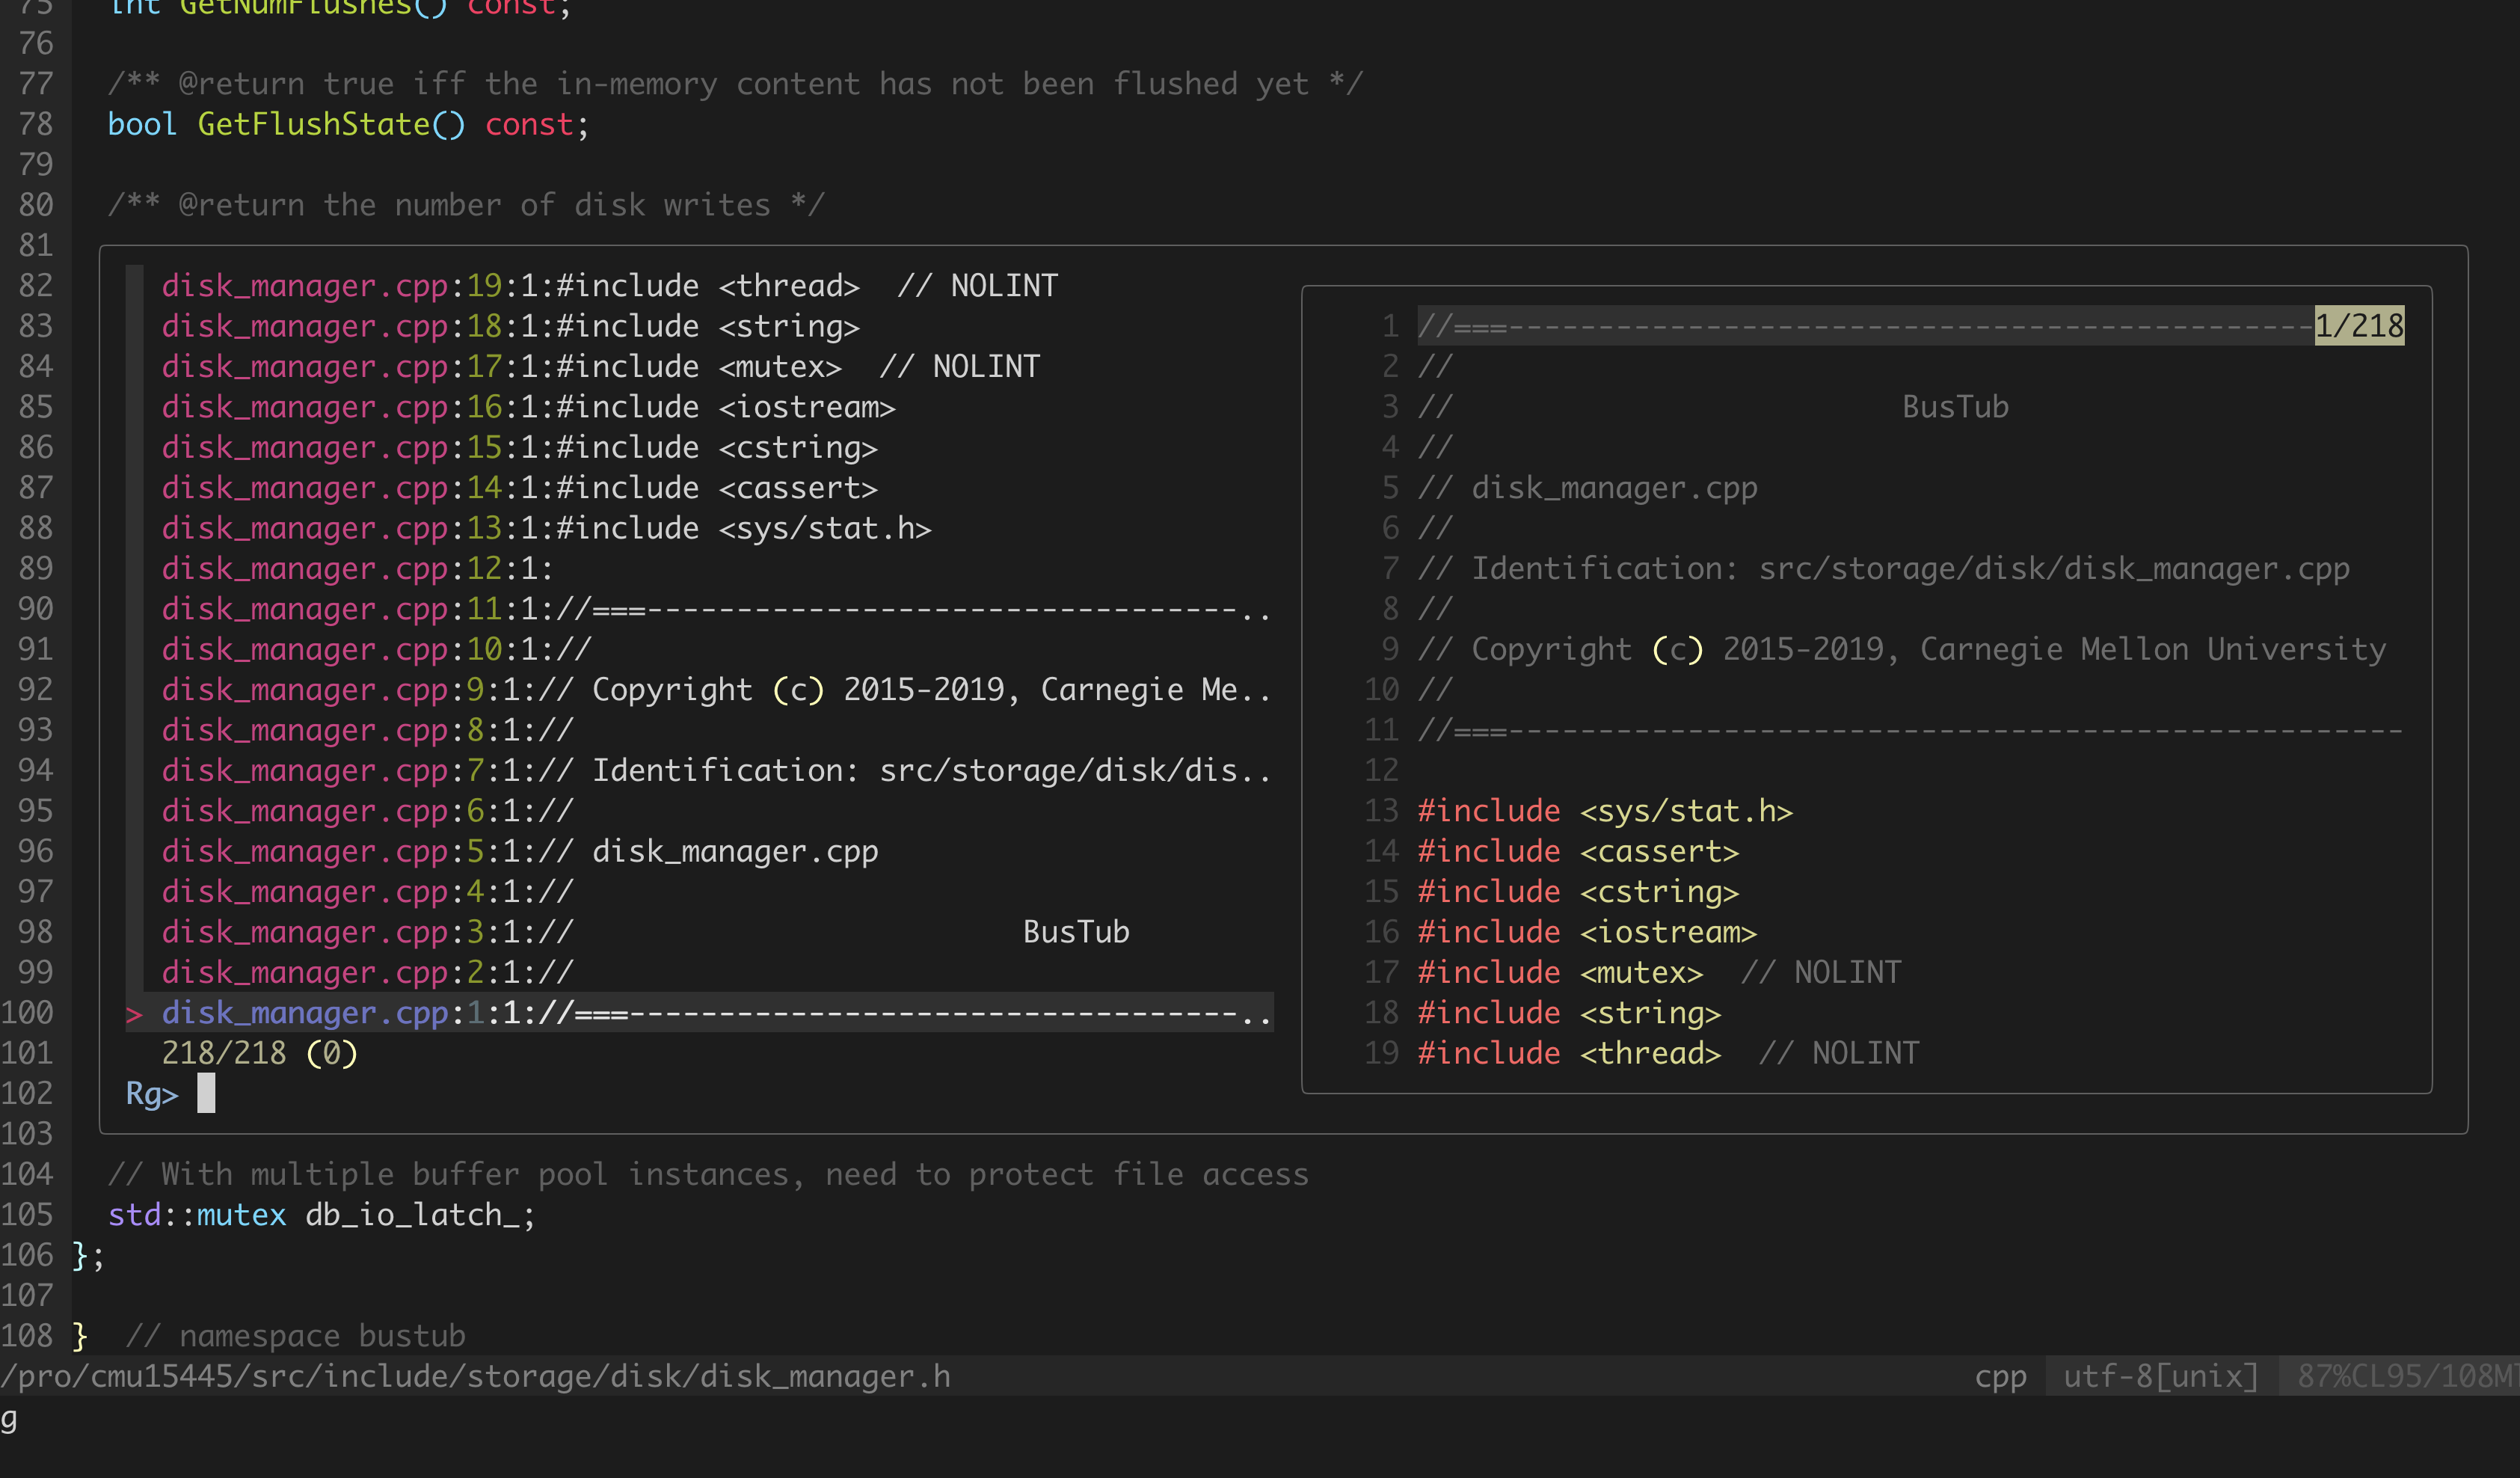 75 int GetNumFlushes() const;
76
77 /** @return true iff the in-memory content has not been flushed yet */
78 bool GetFlushState() const;
79
80 /** @return the number of disk writes */
81
82 disk_manager.cpp:19:1:#include <thread>  // NOLINT
83 disk_manager.cpp:18:1:#include <string>
84 disk_manager.cpp:17:1:#include <mutex>  // NOLINT
85 disk_manager.cpp:16:1:#include <iostream>
86 disk_manager.cpp:15:1:#include <cstring>
87 disk_manager.cpp:14:1:#include <cassert>
88 disk_manager.cpp:13:1:#include <sys/stat.h>
89 disk_manager.cpp:12:1:
90 disk_manager.cpp:11:1://===---------------------------------..
91 disk_manager.cpp:10:1://
92 disk_manager.cpp:9:1:// Copyright (c) 2015-2019, Carnegie Me..
93 disk_manager.cpp:8:1://
94 disk_manager.cpp:7:1:// Identification: src/storage/disk/dis..
95 disk_manager.cpp:6:1://
96 disk_manager.cpp:5:1:// disk_manager.cpp
97 disk_manager.cpp:4:1://
98 disk_manager.cpp:3:1://                         BusTub
99 disk_manager.cpp:2:1://
100 > disk_manager.cpp:1:1://===----------------------------------..
101 218/218 (0)
102 Rg>
103
1 //===---------------------------------------------1/218
2 //
3 //                         BusTub
4 //
5 // disk_manager.cpp
6 //
7 // Identification: src/storage/disk/disk_manager.cpp
8 //
9 // Copyright (c) 2015-2019, Carnegie Mellon University
10 //
11 //===--------------------------------------------------
12
13 #include <sys/stat.h>
14 #include <cassert>
15 #include <cstring>
16 #include <iostream>
17 #include <mutex>  // NOLINT
18 #include <string>
19 #include <thread>  // NOLINT
104 // With multiple buffer pool instances, need to protect file access
105 std::mutex db_io_latch_;
106 };
107
108 }  // namespace bustub
/pro/cmu15445/src/include/storage/disk/disk_manager.h cpp utf-8[unix] 87%CL95/108M
g